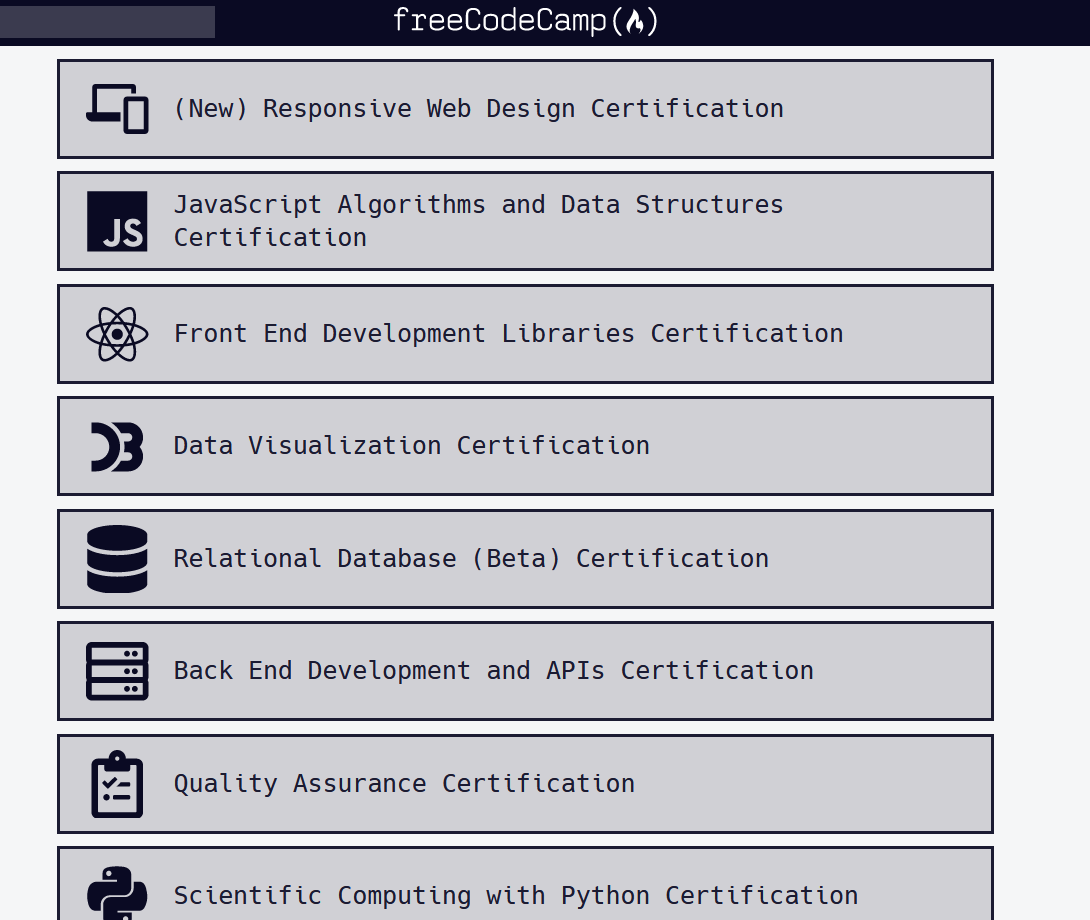 freeCodeCamp(🔥)
(New) Responsive Web Design Certification
JS
JavaScript Algorithms and Data Structures
Certification
Front End Development Libraries Certification
D3
Data Visualization Certification
Relational Database (Beta) Certification
Back End Development and APIs Certification
Quality Assurance Certification
Scientific Computing with Python Certification